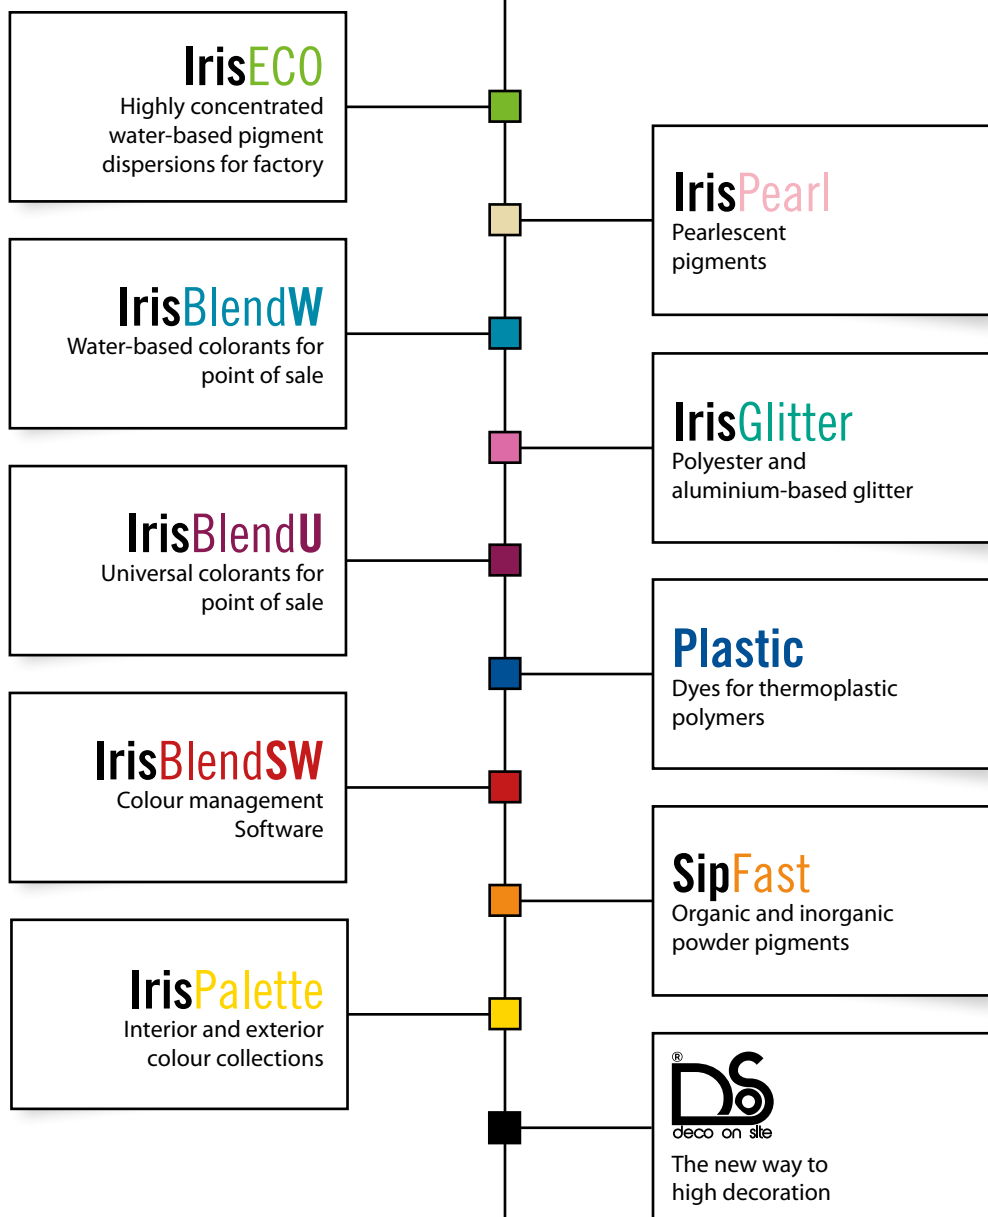 IrisECO
Highly concentrated
water-based pigment
dispersions for factory
IrisPearl
Pearlescent
pigments
IrisBlendW
Water-based colorants for
point of sale
IrisGlitter
Polyester and
aluminium-based glitter
IrisBlendU
Universal colorants for
point of sale
Plastic
Dyes for thermoplastic
polymers
IrisBlendSW
Colour management
Software
SipFast
Organic and inorganic
powder pigments
IrisPalette
Interior and exterior
colour collections
®
DoS
deco on site
The new way to
high decoration